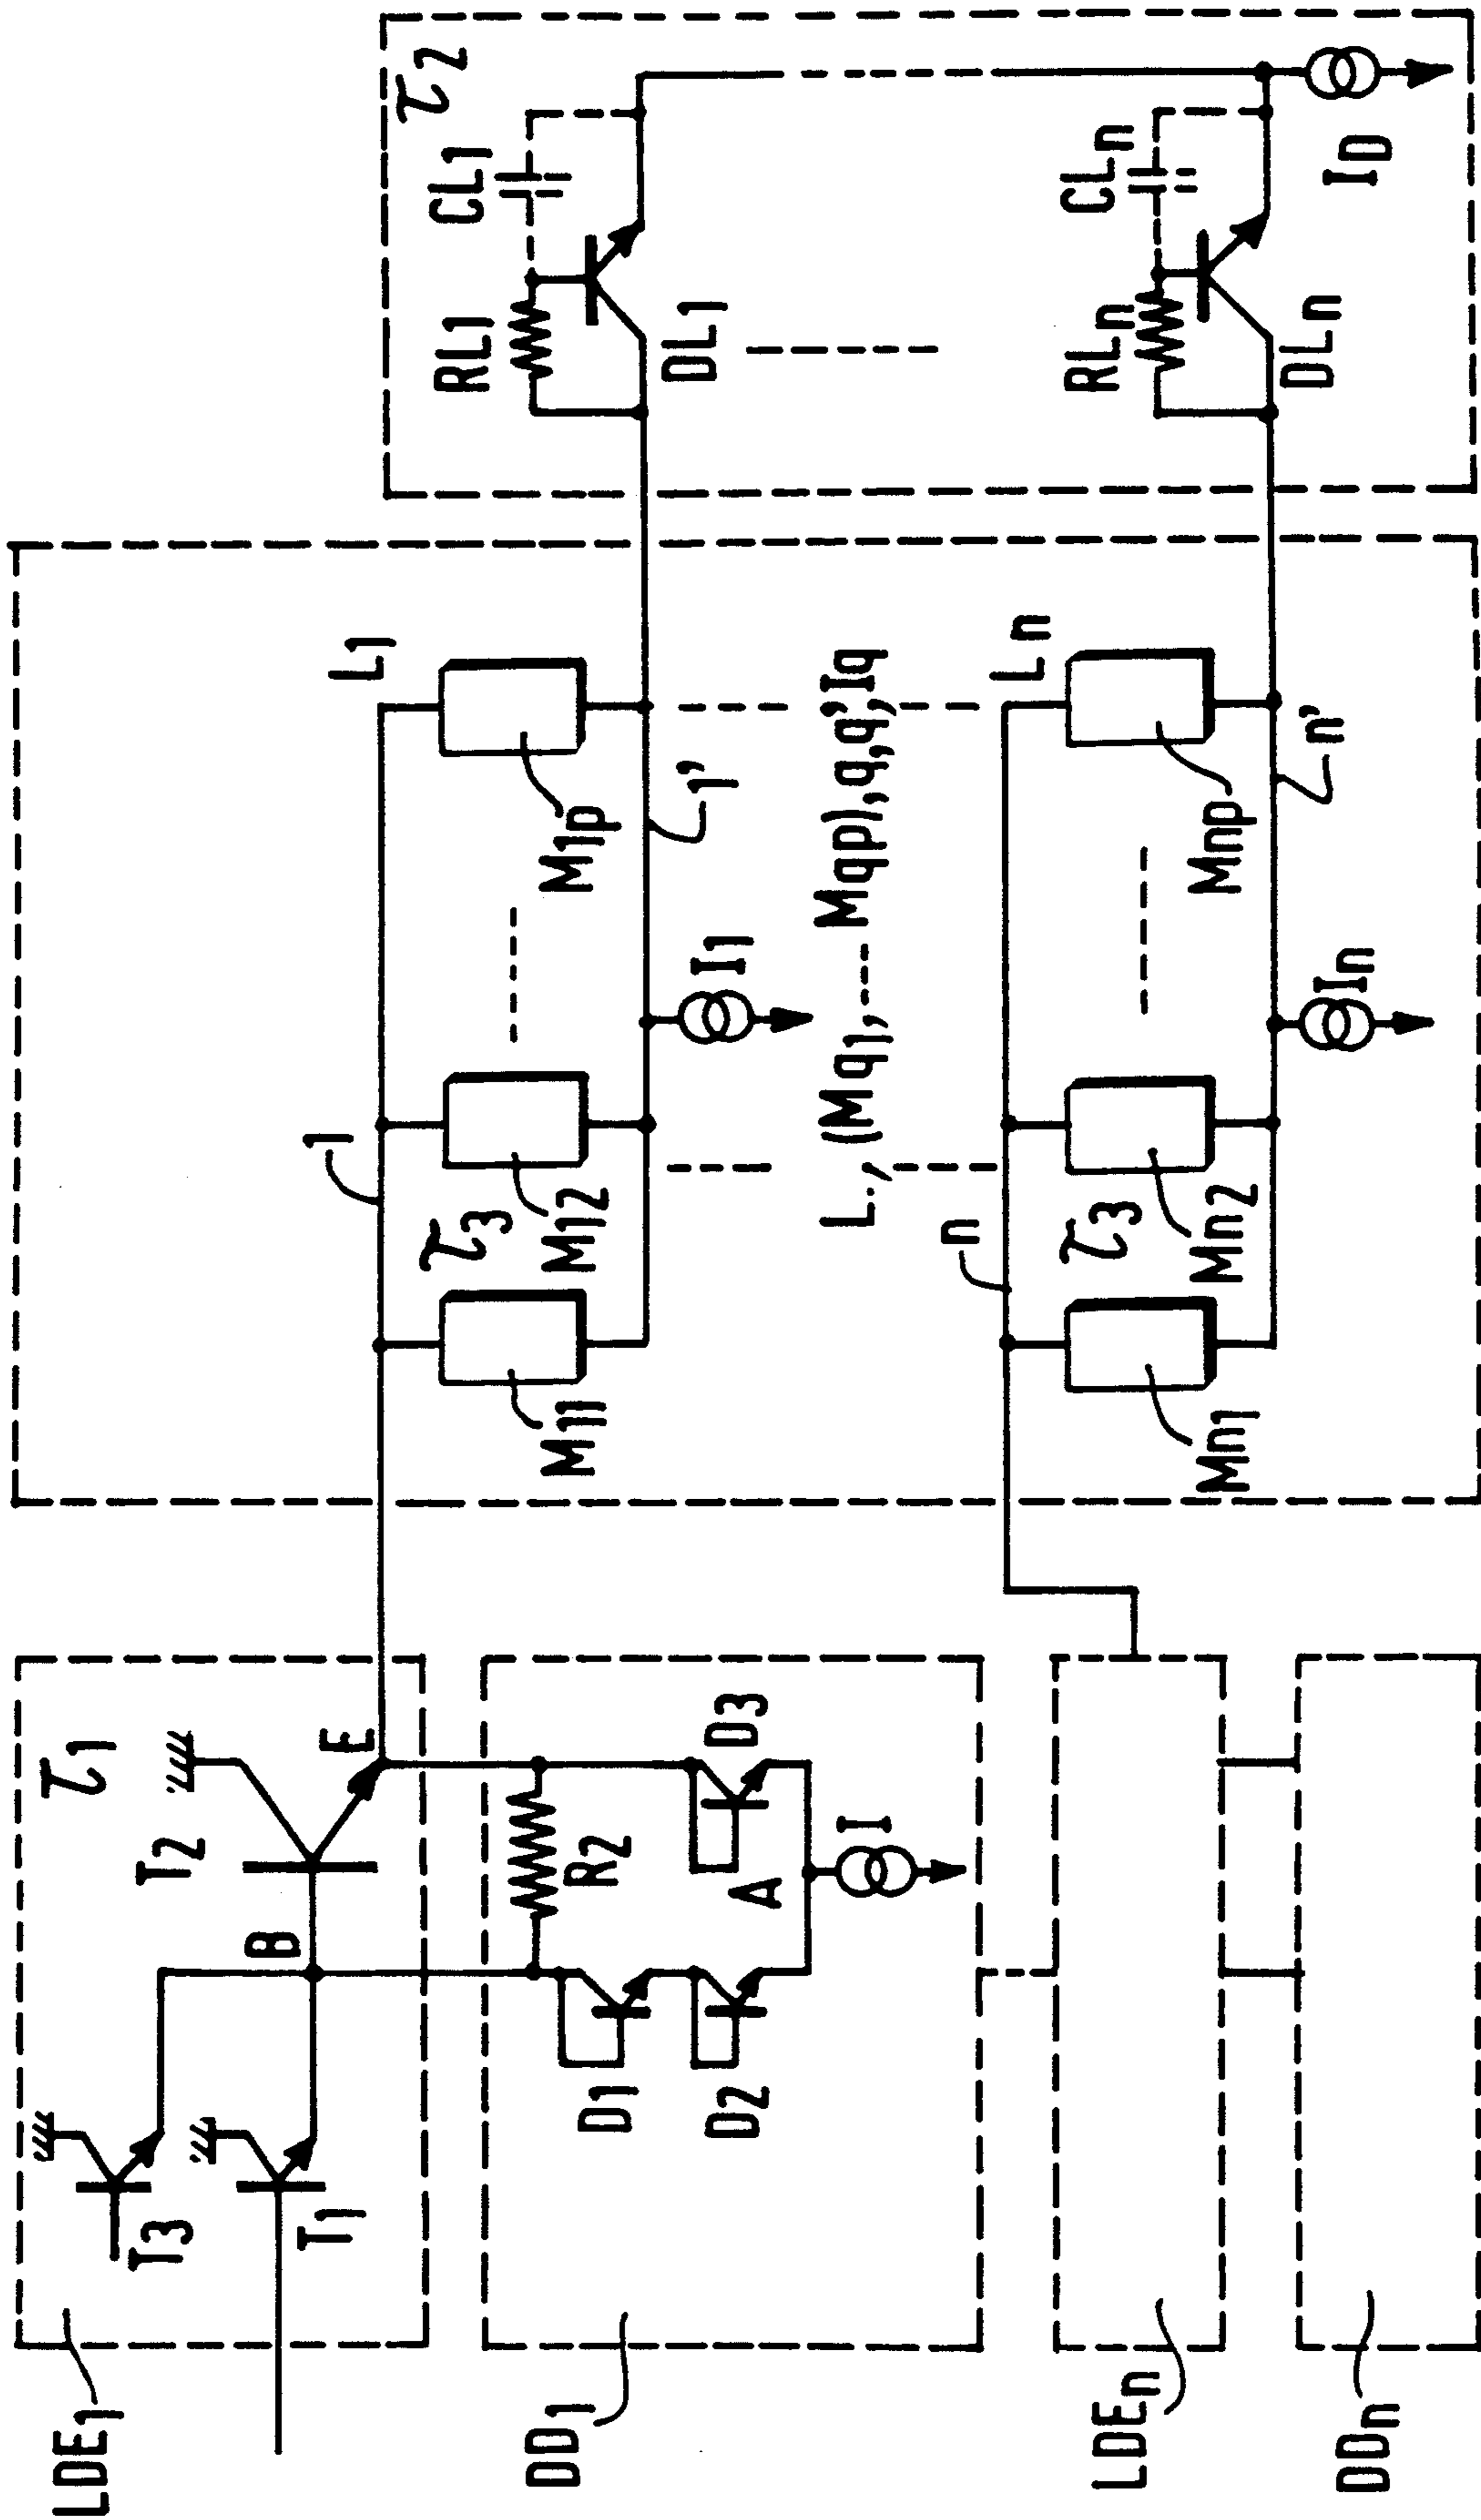 LDE1
T3
T1
T2
τ1
B
E
DD1
D1
D2
R2
A
I
D3
LDEn
DDn
L1
1
M11
τ3
M12
M1p
1'
I1
L., (Mq1, --- Mqp),q,q',Iq
Ln
n
Mn1
τ3
Mn2
Mnp
n'
In
τ2
RL1
CL1
DL1
RLn
CLn
DLn
ID